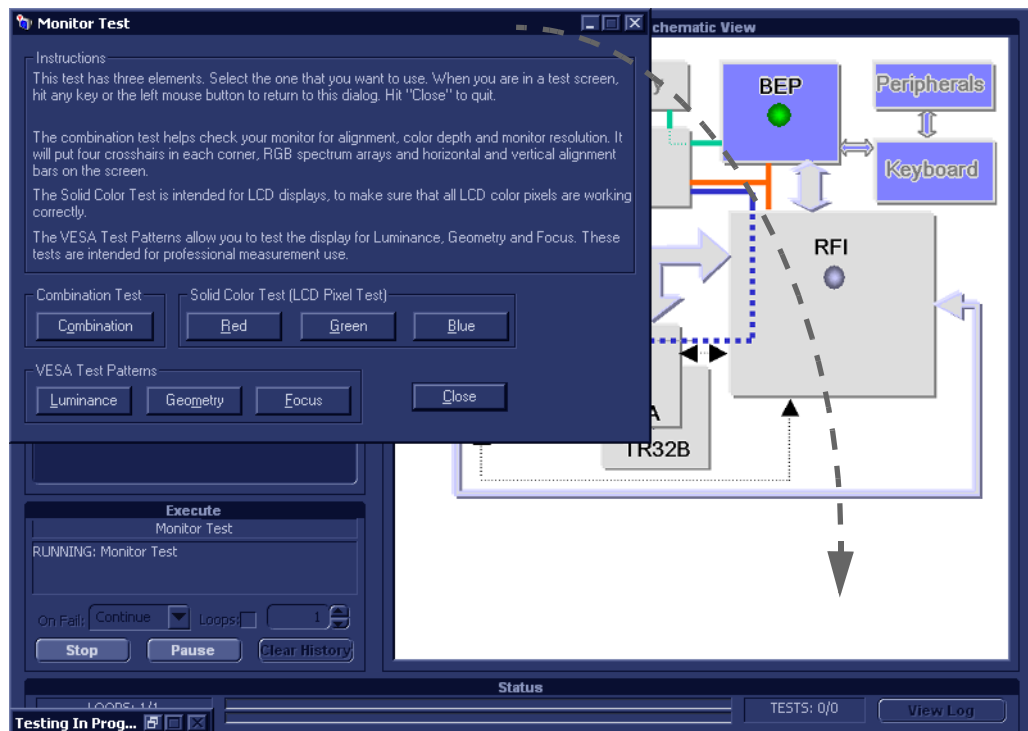 Monitor Test
chematic View
Instructions
This test has three elements. Select the one that you want to use. When you are in a test screen,
hit any key or the left mouse button to return to this dialog. Hit "Close" to quit.
The combination test helps check your monitor for alignment, color depth and monitor resolution. It
will put four crosshairs in each corner, RGB spectrum arrays and horizontal and vertical alignment
bars on the screen.
The Solid Color Test is intended for LCD displays, to make sure that all LCD color pixels are working
correctly.
The VESA Test Patterns allow you to test the display for Luminance, Geometry and Focus. These
tests are intended for professional measurement use.
Combination Test
Combination
Solid Color Test (LCD Pixel Test)
Red
Green
Blue
VESA Test Patterns
Luminance
Geometry
Focus
Close
y
BEP
Peripherals
Keyboard
RFI
A
TR32B
Execute
Monitor Test
RUNNING: Monitor Test
On Fail:
Continue
Loops:
1
Stop
Pause
Clear History
Status
LOOPS: 1/1
TESTS: 0/0
View Log
Testing In Prog...